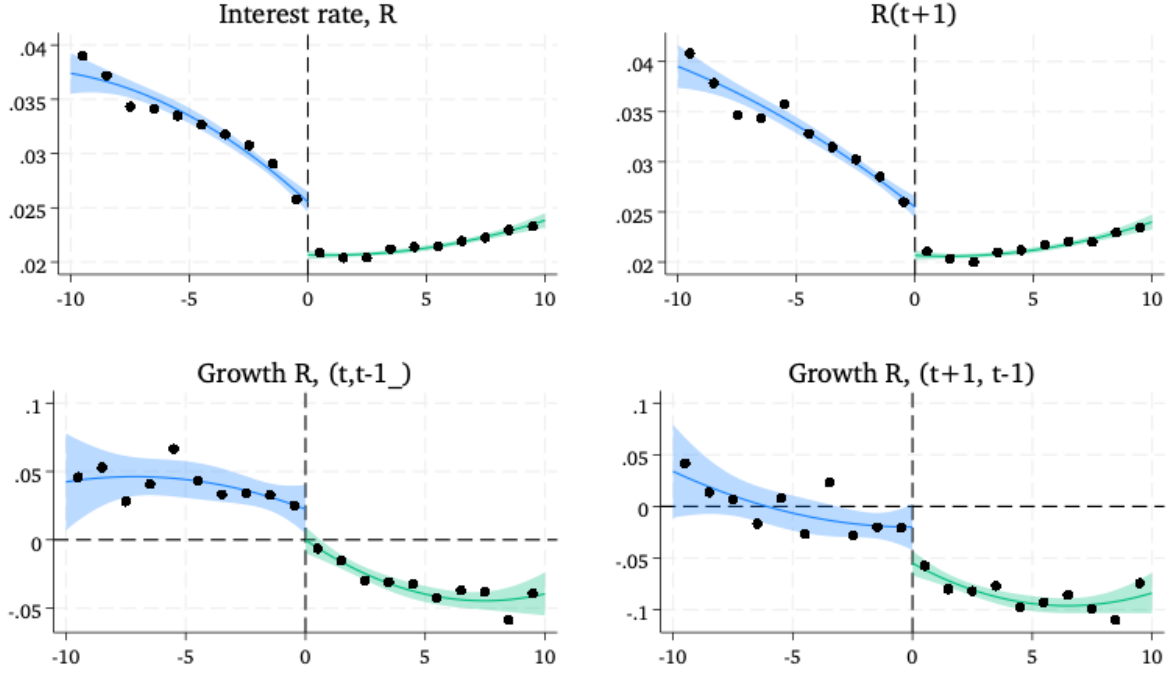 Interest rate, R
.04
.035
.03
.025
.02
-10 -5 0 5 10
R(t+1)
.04
.035
.03
.025
.02
-10 -5 0 5 10
Growth R, (t,t-1_)
.1
.05
0
-.05
-10 -5 0 5 10
Growth R, (t+1, t-1)
.1
.05
0
-.05
-.1
-10 -5 0 5 10